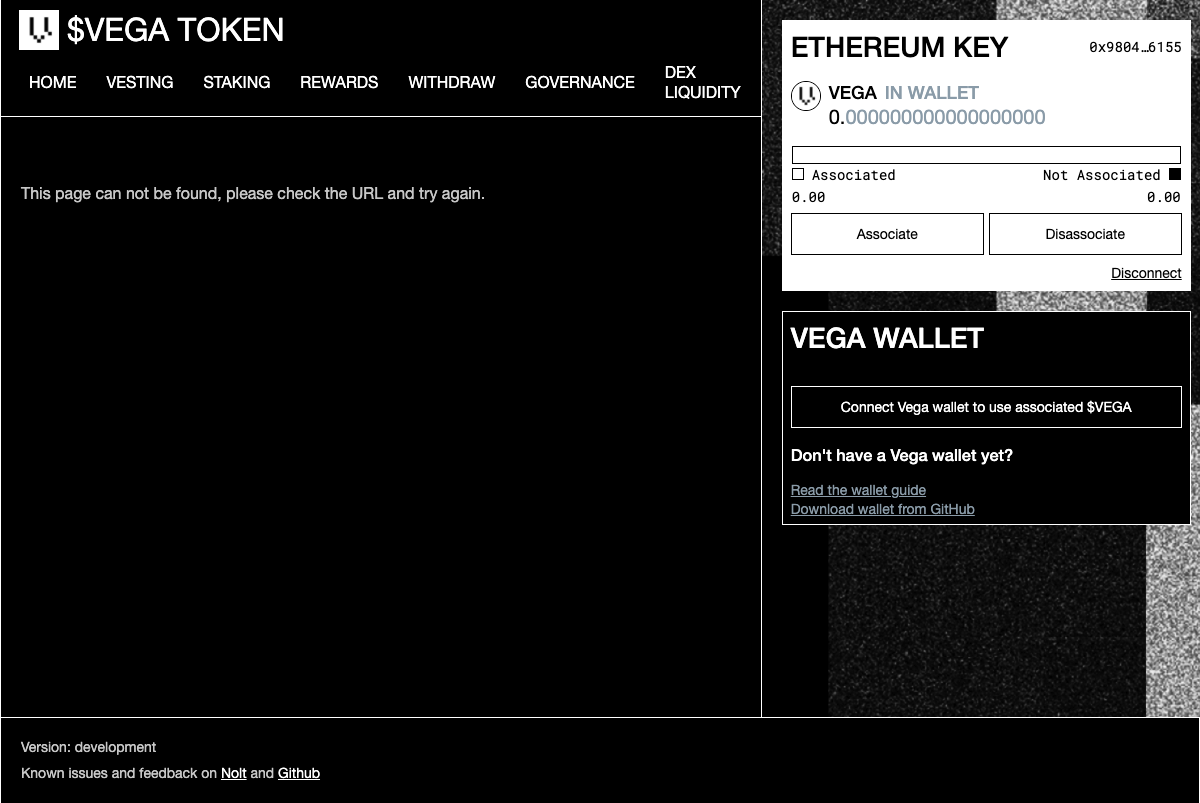 $VEGA TOKEN
HOME VESTING STAKING REWARDS WITHDRAW GOVERNANCE DEX LIQUIDITY
This page can not be found, please check the URL and try again.
ETHEREUM KEY 0x9804…6155
VEGA IN WALLET
0.000000000000000000
Associated Not Associated
0.00 0.00
Associate Disassociate
Disconnect
VEGA WALLET
Connect Vega wallet to use associated $VEGA
Don't have a Vega wallet yet?
Read the wallet guide
Download wallet from GitHub
Version: development
Known issues and feedback on Nolt and Github